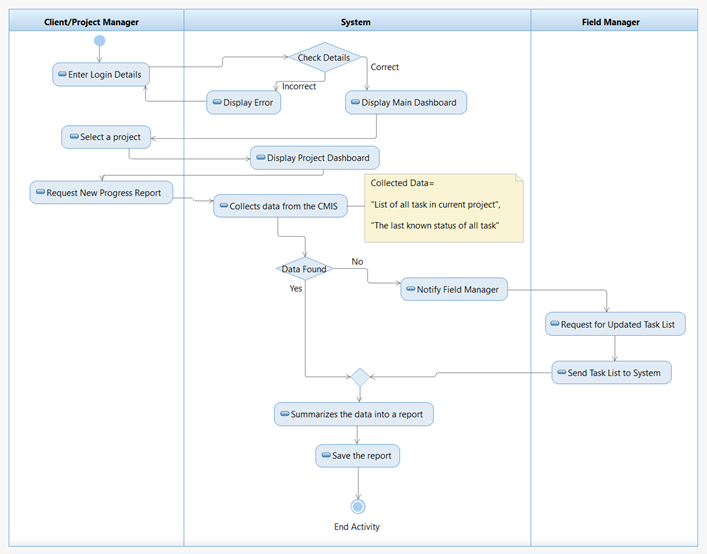 Client/Project Manager
System
Field Manager
Check Details
Enter Login Details
Correct
Incorrect
Display Error
Display Main Dashboard
Select a project
Display Project Dashboard
Request New Progress Report
Collects data from the CMIS
Collected Data=
"List of all task in current project",
"The last known status of all task"
Data Found
No
Yes
Notify Field Manager
Request for Updated Task List
Send Task List to System
Summarizes the data into a report
Save the report
End Activity